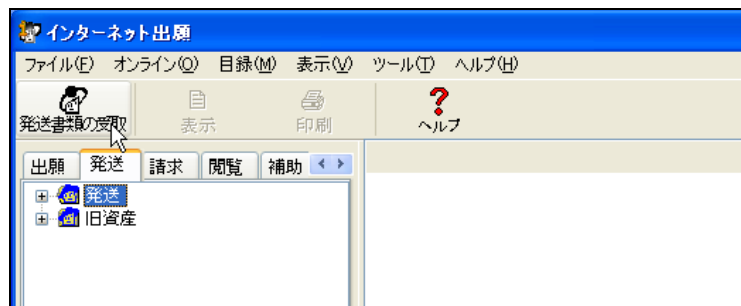 インターネット出願
ファイル(F) オンライン(O) 目録(M) 表示(V) ツール(T) ヘルプ(H)
発送書類の受取 表示 印刷 ヘルプ
出願 発送 請求 閲覧 補助
発送
旧資産